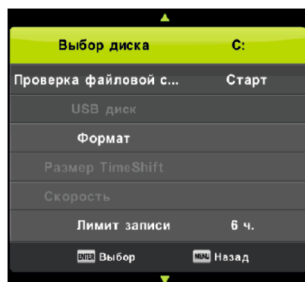 Выбор диска C:
Проверка файловой с... Старт
USB диск
Формат
Размер TimeShift
Скорость
Лимит записи 6 ч.
ENTER Выбор MENU Назад